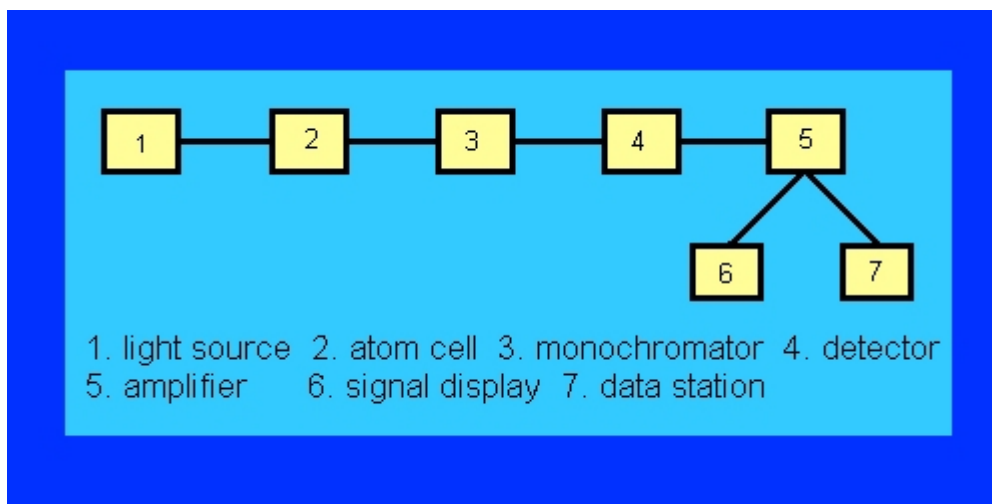 1 2 3 4 5
6 7
1. light source 2. atom cell 3. monochromator 4. detector
5. amplifier 6. signal display 7. data station